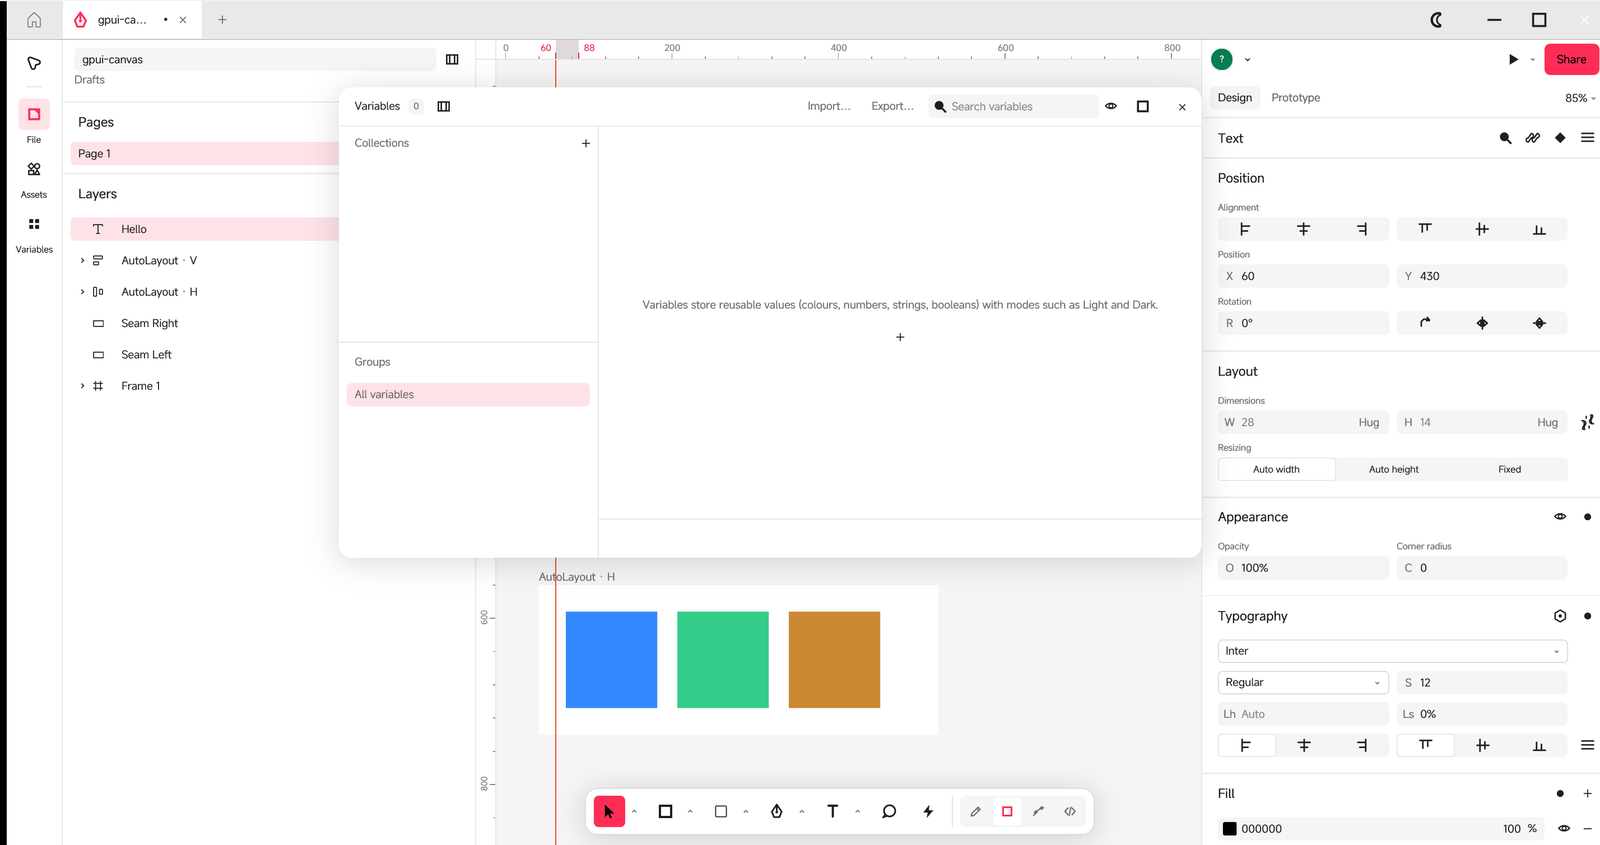 gpui-ca...
gpui-canvas
Drafts
File
Assets
Variables
Pages
Page 1
Layers
Hello
AutoLayout · V
AutoLayout · H
Seam Right
Seam Left
Frame 1
0
60
88
200
400
600
800
Variables
0
Import...
Export...
Search variables
Collections
+
Variables store reusable values (colours, numbers, strings, booleans) with modes such as Light and Dark.
+
Groups
All variables
AutoLayout · H
600
800
T
?
Share
Design
Prototype
85%
Text
Position
Alignment
Position
X 60
Y 430
Rotation
R 0°
Layout
Dimensions
W 28 Hug
H 14 Hug
Resizing
Auto width
Auto height
Fixed
Appearance
Opacity
Corner radius
O 100%
C 0
Typography
Inter
Regular
S 12
Lh Auto
Ls 0%
Fill
000000
100 %